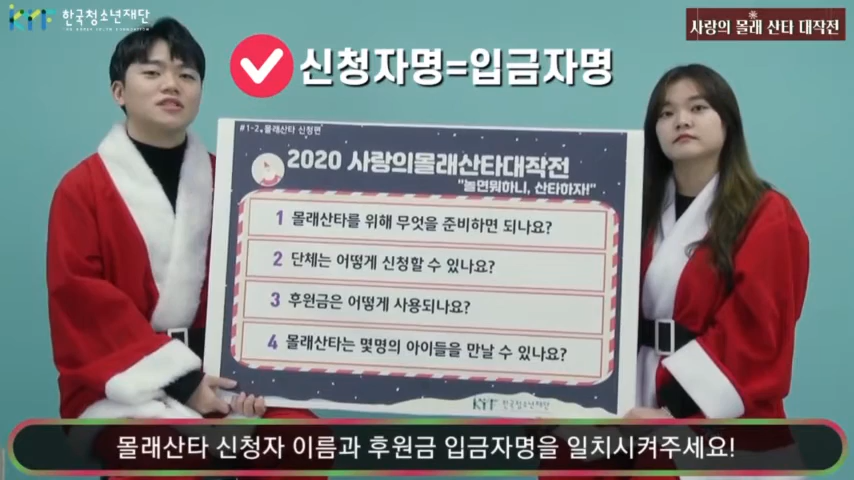 한국청소년재단
THE KOREA YOUTH FOUNDATION
사랑의 몰래 산타 대작전
신청자명=입금자명
#1-2. 몰래산타 신청편
2020 사랑의몰래산타대작전
"놀면뭐하니, 산타하자!"
1 몰래산타를 위해 무엇을 준비하면 되나요?
2 단체는 어떻게 신청할 수 있나요?
3 후원금은 어떻게 사용되나요?
4 몰래산타는 몇명의 아이들을 만날 수 있나요?
KYF 한국청소년재단
몰래산타 신청자 이름과 후원금 입금자명을 일치시켜주세요!